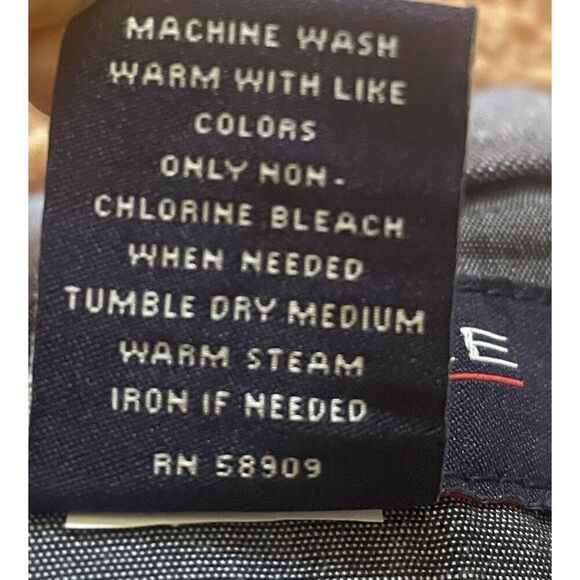 MACHINE WASH
WARM WITH LIKE
COLORS
ONLY NON-
CHLORINE BLEACH
WHEN NEEDED
TUMBLE DRY MEDIUM
WARM STEAM
IRON IF NEEDED
RN 58909
E